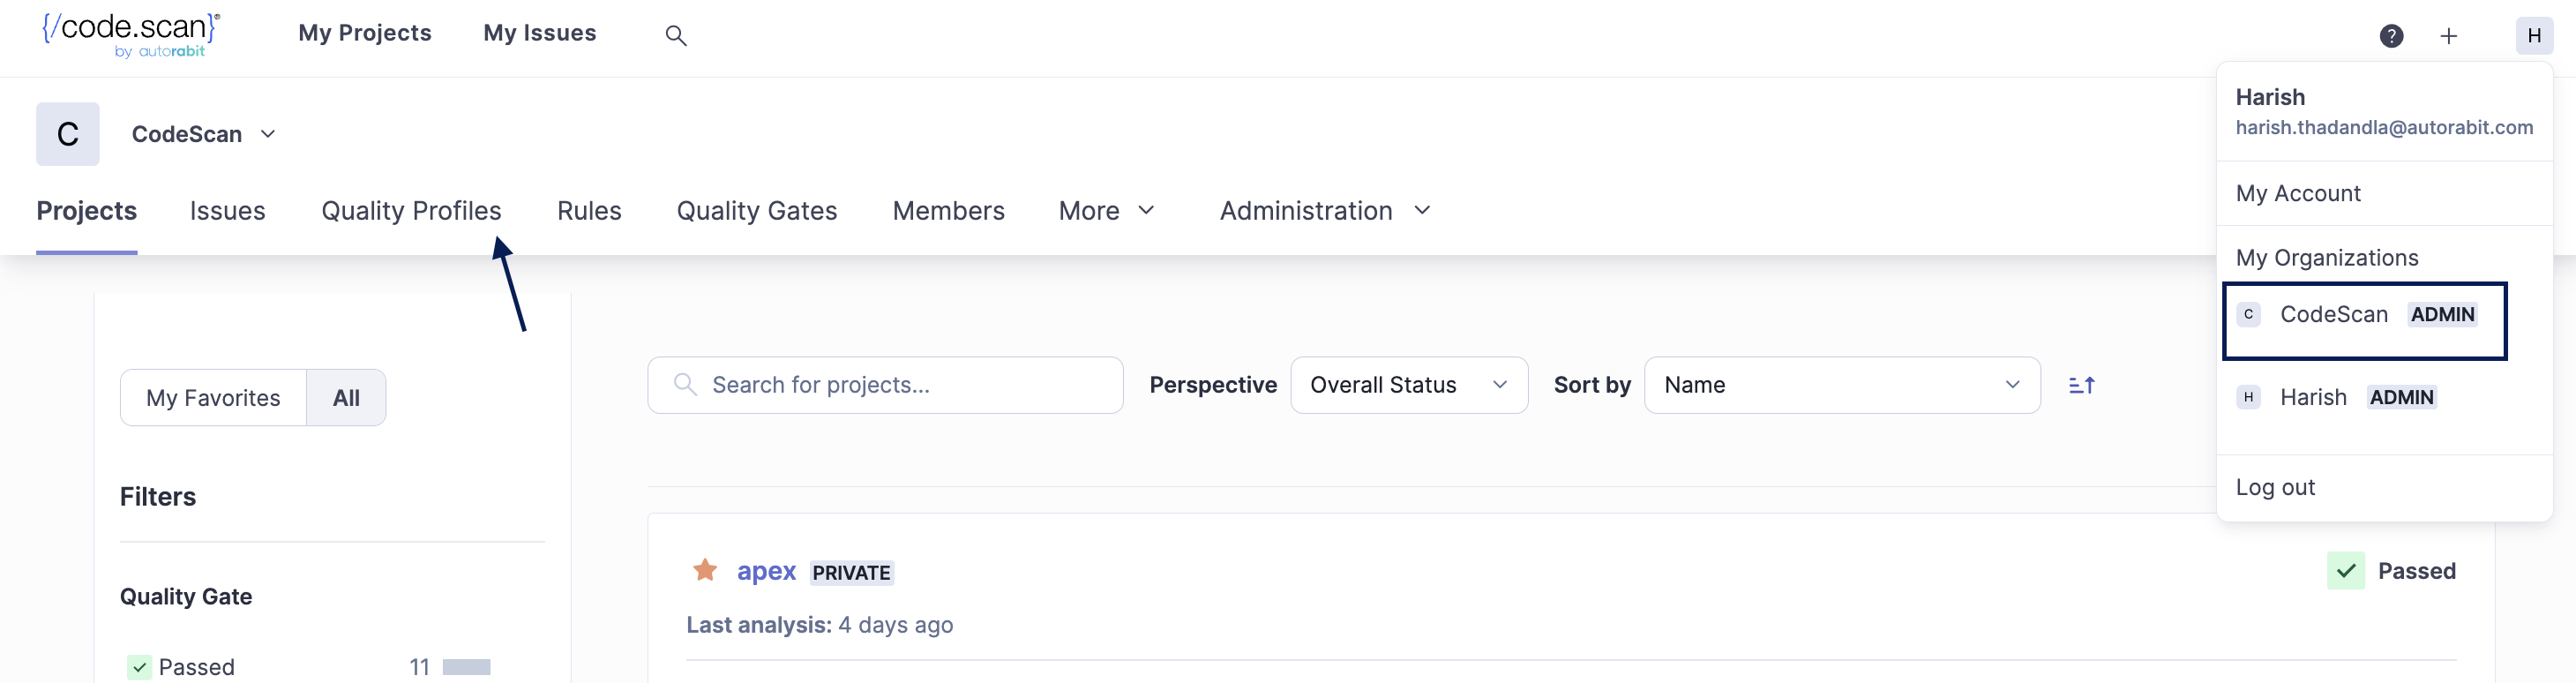 {/code.scan}®
by autorabit
My Projects
My Issues
?
+
H
Harish
harish.thadandla@autorabit.com
My Account
My Organizations
C CodeScan ADMIN
H Harish ADMIN
Log out
C
CodeScan
Projects
Issues
Quality Profiles
Rules
Quality Gates
Members
More
Administration
My Favorites
All
Filters
Quality Gate
Passed 11
Search for projects...
Perspective
Overall Status
Sort by
Name
apex PRIVATE
Passed
Last analysis: 4 days ago